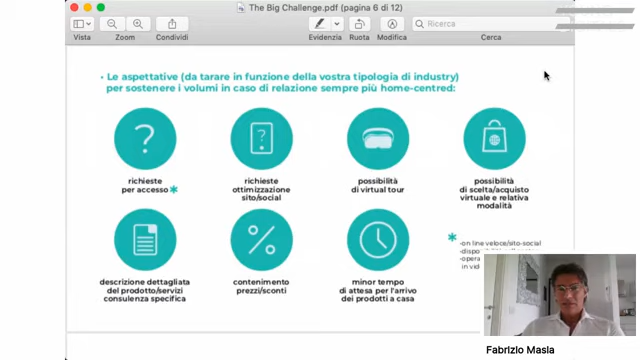 The Big Challenge.pdf (pagina 6 di 12)
Vista
Zoom
Condividi
Evidenzia
Ruota
Modifica
Ricerca
Cerca
• Le aspettative (da tarare in funzione della vostra tipologia di industry)
per sostenere i volumi in caso di relazione sempre più home-centred:
richieste
per accesso *
richieste
ottimizzazione
sito/social
possibilità
di virtual tour
possibilità
di scelta/acquisto
virtuale e relativa
modalità
descrizione dettagliata
del prodotto/servizi
consulenza specifica
contenimento
prezzi/sconti
minor tempo
di attesa per l'arrivo
dei prodotti a casa
*
-on line veloce/sito-social
Fabrizio Masia